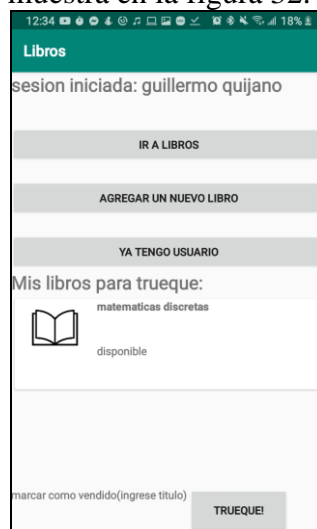 muestra en la figura 32.
12:34 18%
Libros
sesion iniciada: guillermo quijano
IR A LIBROS
AGREGAR UN NUEVO LIBRO
YA TENGO USUARIO
Mis libros para trueque:
matematicas discretas
disponible
marcar como vendido(ingrese titulo)
TRUEQUE!